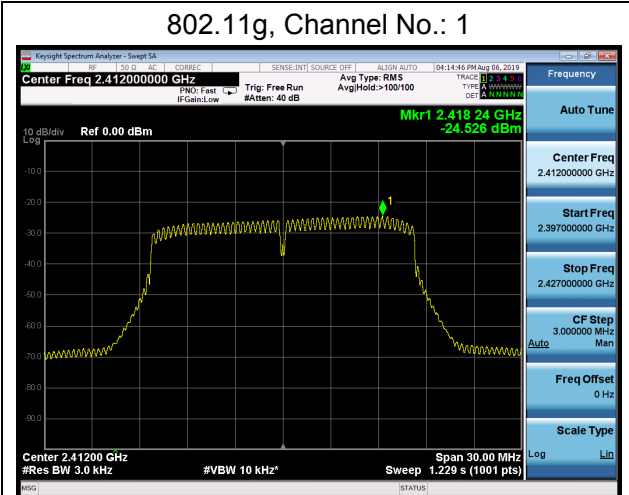 802.11g, Channel No.: 1
Keysight Spectrum Analyzer - Swept SA
RF 50 Ω AC CORREC SENSE:INT SOURCE OFF ALIGN AUTO 04:14:46 PM Aug 06, 2019
Center Freq 2.412000000 GHz
PNO: Fast
IFGain:Low
Trig: Free Run
#Atten: 40 dB
Avg Type: RMS
Avg|Hold:>100/100
TRACE 1 2 3 4 5 6
TYPE A WWWWW
DET A N N N N N
Mkr1 2.418 24 GHz
-24.526 dBm
10 dB/div Ref 0.00 dBm
Log
1
-10.0
-20.0
-30.0
-40.0
-50.0
-60.0
-70.0
-80.0
-90.0
Center 2.41200 GHz Span 30.00 MHz
#Res BW 3.0 kHz #VBW 10 kHz* Sweep 1.229 s (1001 pts)
MSG STATUS
Frequency
Auto Tune
Center Freq
2.412000000 GHz
Start Freq
2.397000000 GHz
Stop Freq
2.427000000 GHz
CF Step
3.000000 MHz
Auto Man
Freq Offset
0 Hz
Scale Type
Log Lin